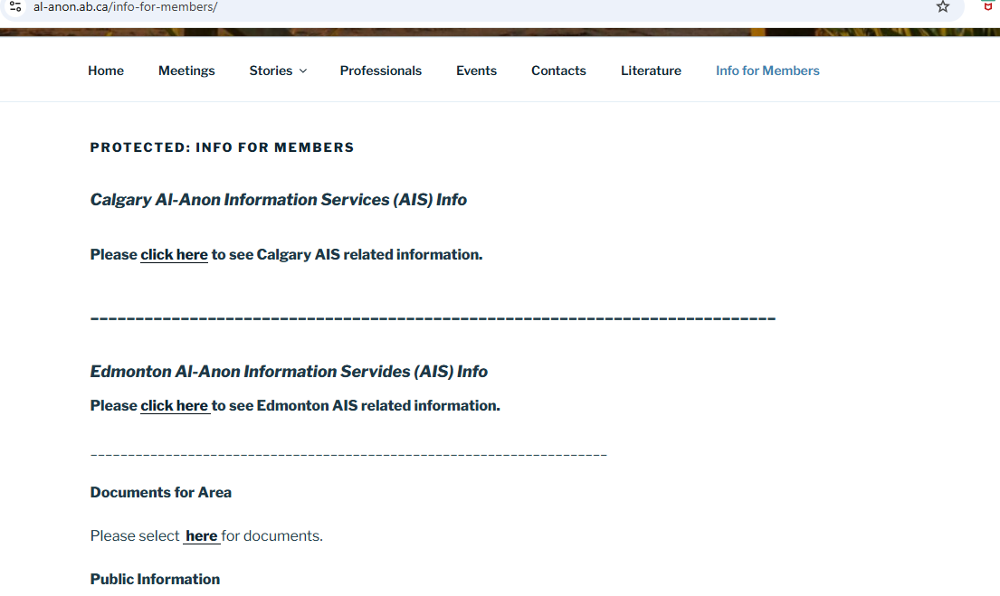 al-anon.ab.ca/info-for-members/
Home Meetings Stories Professionals Events Contacts Literature Info for Members
PROTECTED: INFO FOR MEMBERS
Calgary Al-Anon Information Services (AIS) Info
Please click here to see Calgary AIS related information.
Edmonton Al-Anon Information Servides (AIS) Info
Please click here to see Edmonton AIS related information.
Documents for Area
Please select here for documents.
Public Information